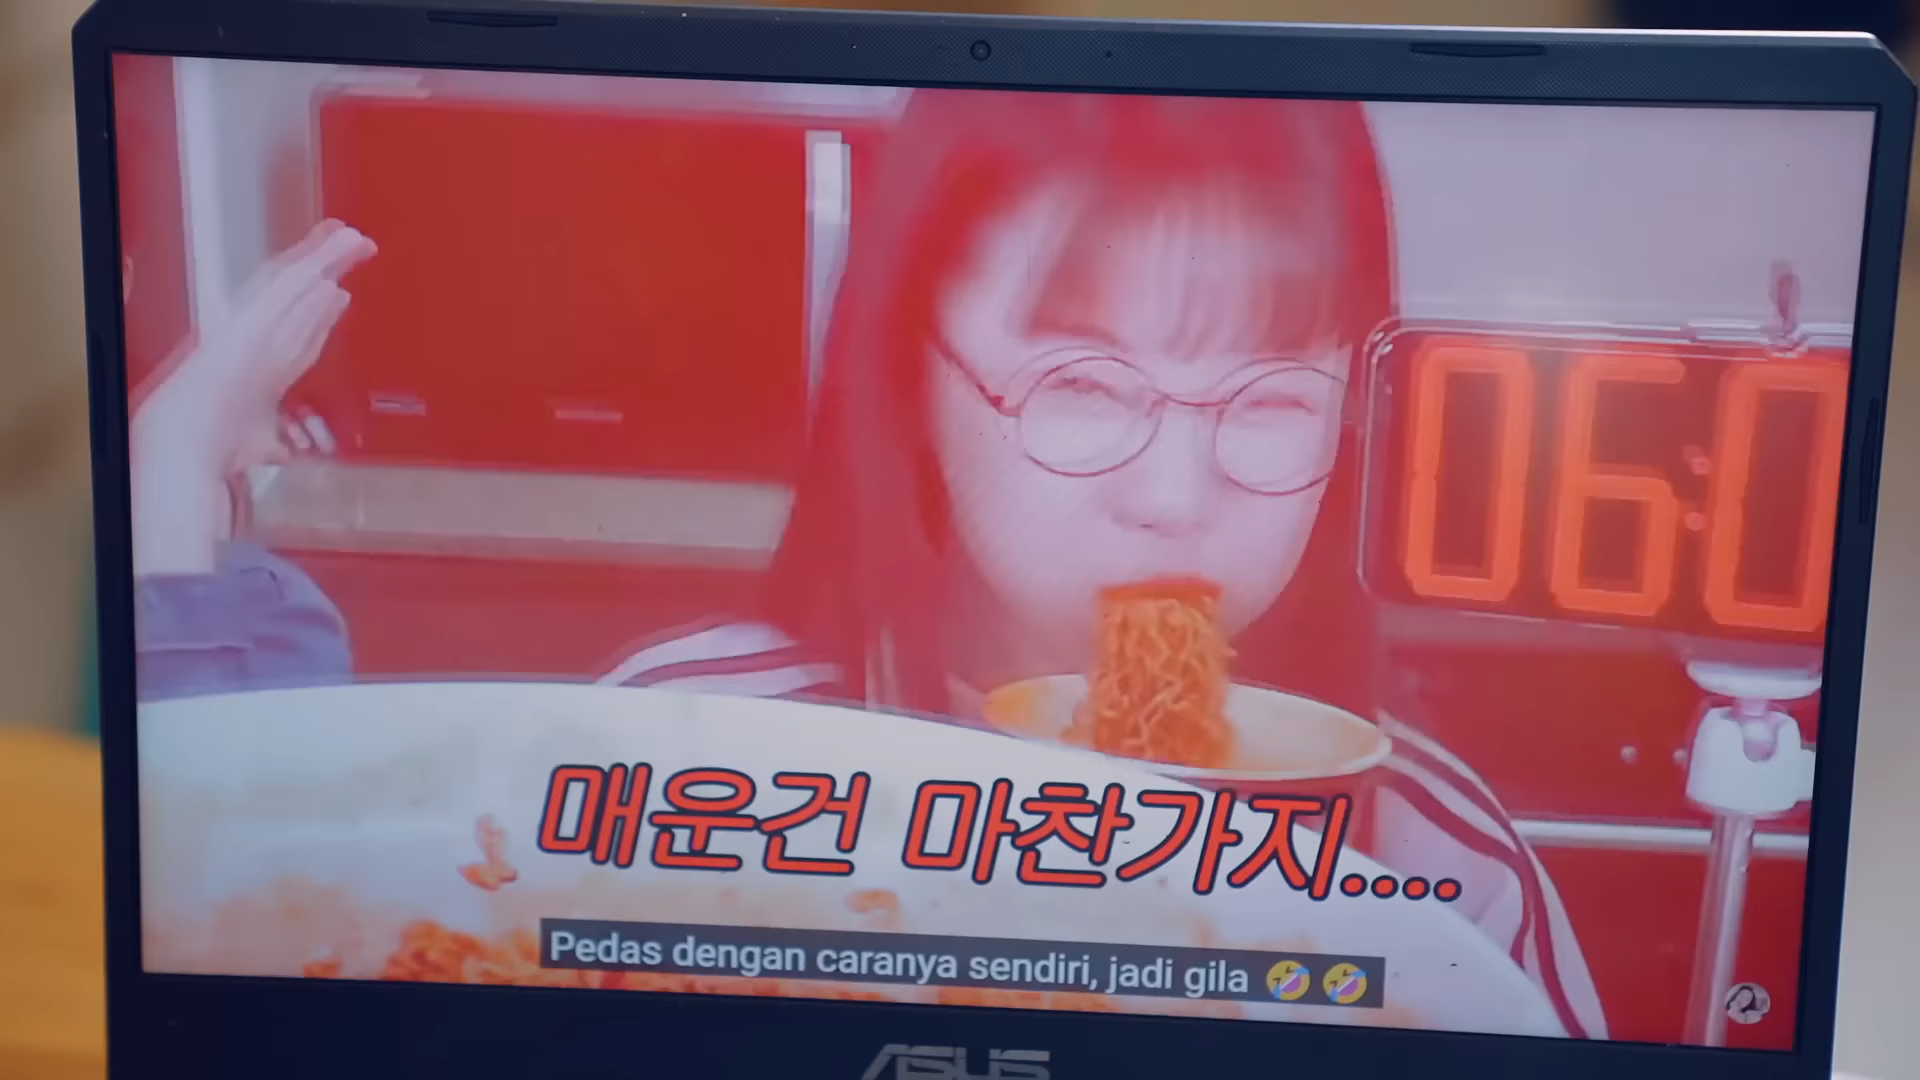 06:0
매운건 마찬가지....
Pedas dengan caranya sendiri, jadi gila 🤣 🤣
ASUS